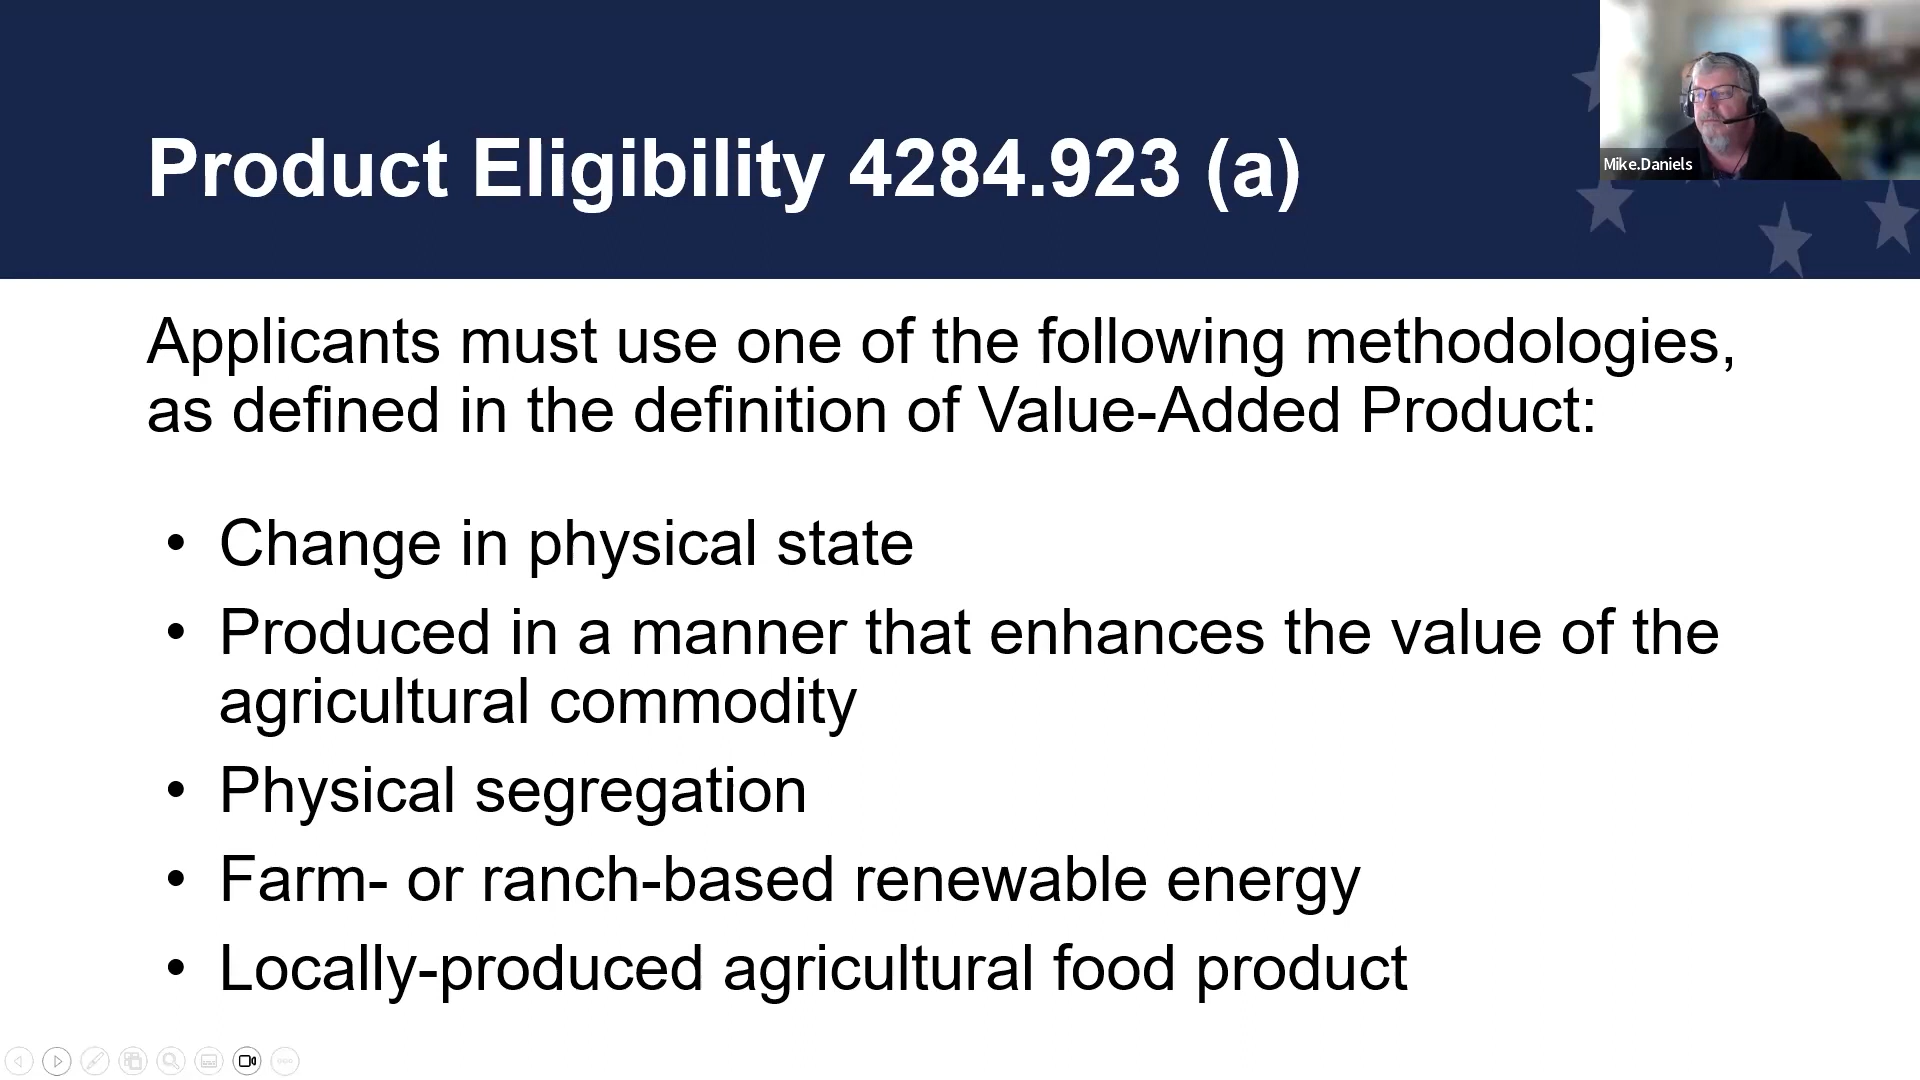 Product Eligibility 4284.923 (a)
Mike.Daniels
Applicants must use one of the following methodologies,
as defined in the definition of Value-Added Product:
• Change in physical state
• Produced in a manner that enhances the value of the
agricultural commodity
• Physical segregation
• Farm- or ranch-based renewable energy
• Locally-produced agricultural food product